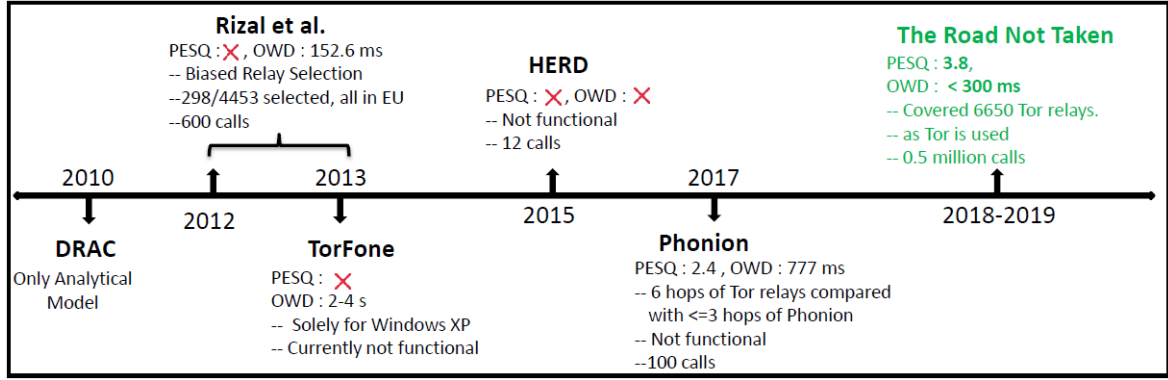 Rizal et al.
PESQ : ❌ , OWD : 152.6 ms
-- Biased Relay Selection
--298/4453 selected, all in EU
--600 calls
HERD
PESQ : ❌ , OWD : ❌
-- Not functional
-- 12 calls
The Road Not Taken
PESQ : 3.8,
OWD : < 300 ms
-- Covered 6650 Tor relays.
-- as Tor is used
-- 0.5 million calls
2010
2012
2013
2015
2017
2018-2019
DRAC
Only Analytical
Model
TorFone
PESQ : ❌
OWD : 2-4 s
-- Solely for Windows XP
-- Currently not functional
Phonion
PESQ : 2.4 , OWD : 777 ms
-- 6 hops of Tor relays compared
with <=3 hops of Phonion
-- Not functional
--100 calls